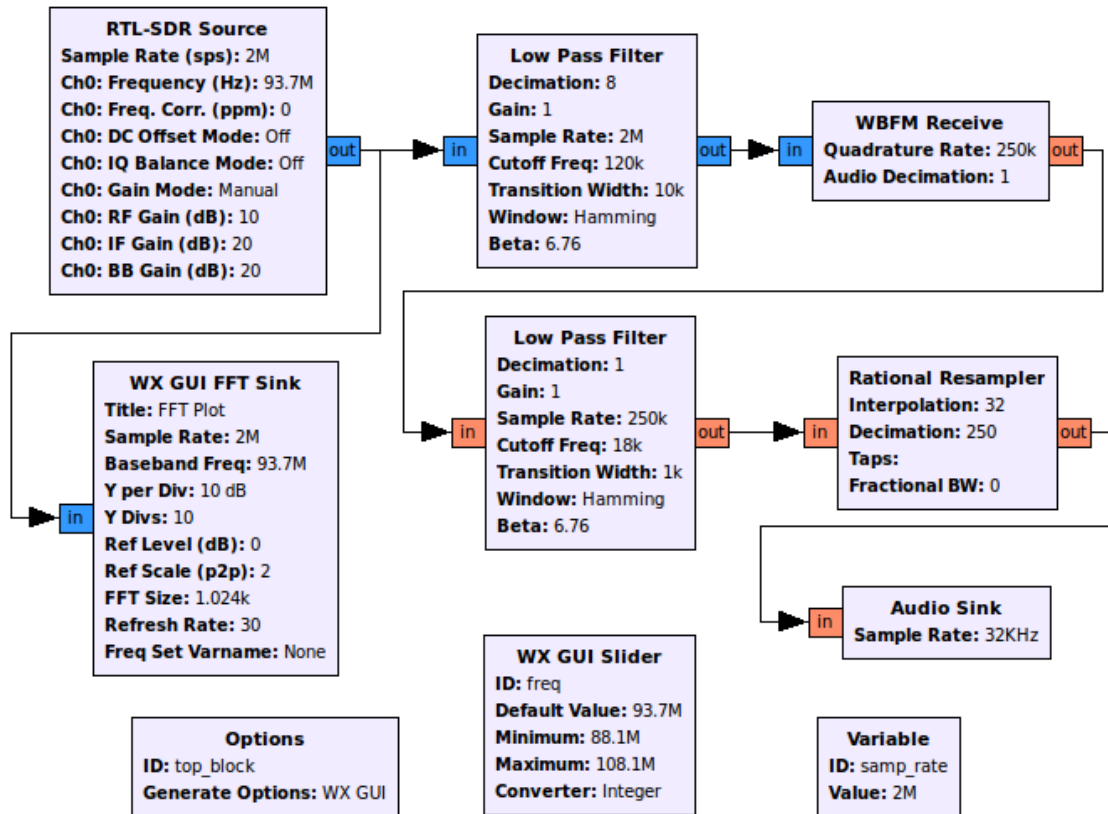 RTL-SDR Source
Sample Rate (sps): 2M
Ch0: Frequency (Hz): 93.7M
Ch0: Freq. Corr. (ppm): 0
Ch0: DC Offset Mode: Off
Ch0: IQ Balance Mode: Off
Ch0: Gain Mode: Manual
Ch0: RF Gain (dB): 10
Ch0: IF Gain (dB): 20
Ch0: BB Gain (dB): 20
out
in
Low Pass Filter
Decimation: 8
Gain: 1
Sample Rate: 2M
Cutoff Freq: 120k
Transition Width: 10k
Window: Hamming
Beta: 6.76
out
in
WBFM Receive
Quadrature Rate: 250k
Audio Decimation: 1
out
in
WX GUI FFT Sink
Title: FFT Plot
Sample Rate: 2M
Baseband Freq: 93.7M
Y per Div: 10 dB
Y Divs: 10
Ref Level (dB): 0
Ref Scale (p2p): 2
FFT Size: 1.024k
Refresh Rate: 30
Freq Set Varname: None
in
Low Pass Filter
Decimation: 1
Gain: 1
Sample Rate: 250k
Cutoff Freq: 18k
Transition Width: 1k
Window: Hamming
Beta: 6.76
out
in
Rational Resampler
Interpolation: 32
Decimation: 250
Taps:
Fractional BW: 0
out
in
Audio Sink
Sample Rate: 32KHz
Options
ID: top_block
Generate Options: WX GUI
WX GUI Slider
ID: freq
Default Value: 93.7M
Minimum: 88.1M
Maximum: 108.1M
Converter: Integer
Variable
ID: samp_rate
Value: 2M